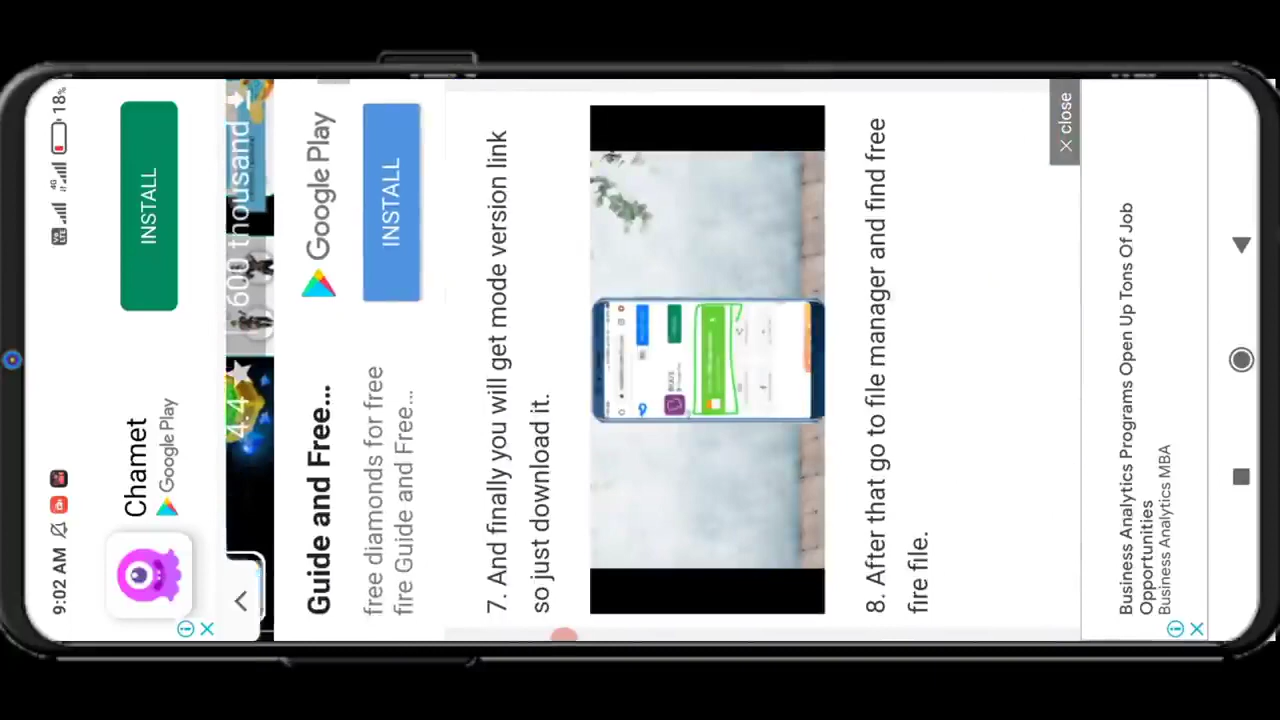 9:02 AM
4G
18%
Chamet
Google Play
INSTALL
4.4
600 thousand
Guide and Free...
Google Play
free diamonds for free
fire Guide and Free...
INSTALL
7. And finally you will get mode version link
so just download it.
8. After that go to file manager and find free
fire file.
× close
Business Analytics Programs Open Up Tons Of Job
Opportunities
Business Analytics MBA